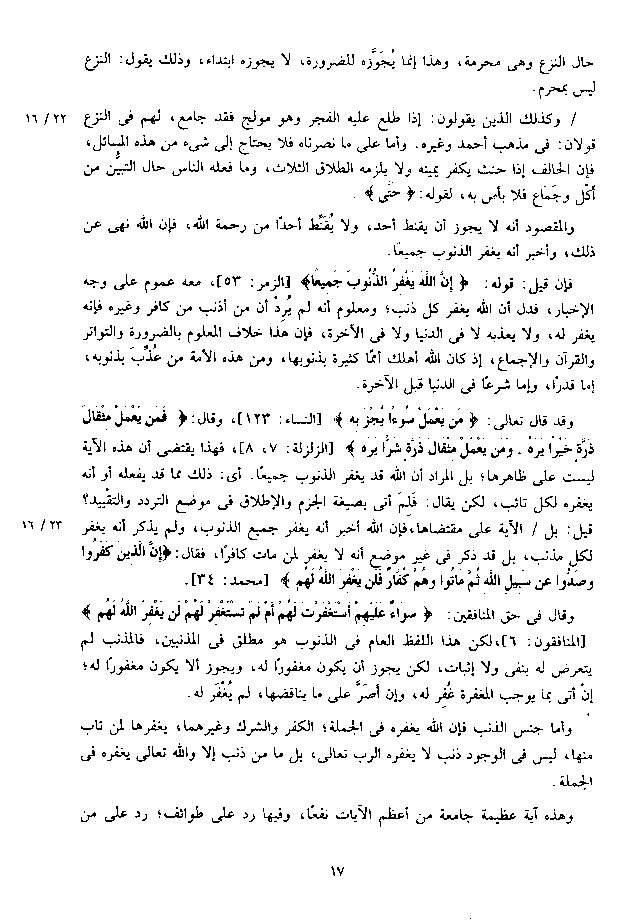 حال النزع وهى محرمة، وهذا إنما يُجَوَّزه للضرورة، لا يجوزه ابتداء، وذلك يقول: النزع
ليس بمحرم.
/ وكذلك الذين يقولون: إذا طلع عليه الفجر وهو مولج فقد جامع، لهم فى النزع ١٦/٢٢
قولان: فى مذهب أحمد وغيره. وأما على ما نصرناه فلا يحتاج إلى شىء من هذه المسائل،
فإن الحالف إذا حنث يكفر يمينه ولا يلزمه الطلاق الثلاث، وما فعله الناس حال التبيُّن من
أكْل وجَمَاع فلا بأس به، لقوله: ﴿ حَتَّى ﴾ .
والمقصود أنه لا يجوز أن يقنط أحد، ولا يُقَنِّط أحدًا من رحمة الله، فإن الله نهى عن
ذلك، وأخبر أنه يغفر الذنوب جميعًا.
فإن قيل: قوله: ﴿ إِنَّ اللَّهَ يَغْفِرُ الذُّنُوبَ جَمِيعًا﴾ [الزمر: ٥٣]، معه عموم على وجه
الإخبار، فدل أن الله يغفر كل ذنب؛ ومعلوم أنه لم يُرِدْ أن من أذنب من كافر وغيره فإنه
يغفر له، ولا يعذبه لا فى الدنيا ولا فى الآخرة، فإن هذا خلاف المعلوم بالضرورة والتواتر
والقرآن والإجماع، إذ كان الله أهلك أممًا كثيرة بذنوبها، ومن هذه الأمة من عُذِّبَ بذنوبه،
إما قدرًا، وإما شرعًا فى الدنيا قبل الآخرة.
وقد قال تعالى: ﴿ مَن يَعْمَلْ سُوءًا يُجْزَ بِهِ ﴾ [النساء: ١٢٣]، وقال: ﴿ فَمَن يَعْمَلْ مِثْقَالَ
ذَرَّةٍ خَيْرًا يَرَهُ . وَمَن يَعْمَلْ مِثْقَالَ ذَرَّةٍ شَرًّا يَرَهُ ﴾ [الزلزلة: ٧، ٨]، فهذا يقتضى أن هذه الآية
ليست على ظاهرها؛ بل المراد أن الله قد يغفر الذنوب جميعًا. أى: ذلك مما قد يفعله أو أنه
يغفره لكل تائب، لكن يقال: فَلِمَ أتى بصيغة الجزم والإطلاق فى موضع التردد والتقييد؟
قيل: بل / الآية على مقتضاها،فإن الله أخبر أنه يغفر جميع الذنوب، ولم يذكر أنه يغفر ١٦/٢٣
لكل مذنب، بل قد ذكر فى غير موضع أنه لا يغفر لمن مات كافرًا، فقال: ﴿إِنَّ الَّذِينَ كَفَرُوا
وَصَدُّوا عَن سَبِيلِ اللَّهِ ثُمَّ مَاتُوا وَهُمْ كُفَّارٌ فَلَن يَغْفِرَ اللَّهُ لَهُمْ ﴾ [محمد: ٣٤].
وقال فى حق المنافقين: ﴿ سَوَاءٌ عَلَيْهِمْ أَسْتَغْفَرْتَ لَهُمْ أَمْ لَمْ تَسْتَغْفِرْ لَهُمْ لَن يَغْفِرَ اللَّهُ لَهُمْ ﴾
[المنافقون: ٦]،لكن هذا اللفظ العام فى الذنوب هو مطلق فى المذنبين، فالمذنب لم
يتعرض له بنفى ولا إثبات، لكن يجوز أن يكون مغفورًا له، ويجوز ألا يكون مغفورًا له؛
إنْ أتى بما يوجب المغفرة غُفِر له، وإن أصَرَّ على ما يناقضها، لم يُغْفَر له.
وأما جنس الذنب فإن الله يغفره فى الجملة؛ الكفر والشرك وغيرهما، يغفرها لمن تاب
منها، ليس فى الوجود ذنب لا يغفره الرب تعالى، بل ما من ذنب إلا والله تعالى يغفره فى
الجملة.
وهذه آية عظيمة جامعة من أعظم الآيات نفعًا، وفيها رد على طوائف؛ رد على من
١٧